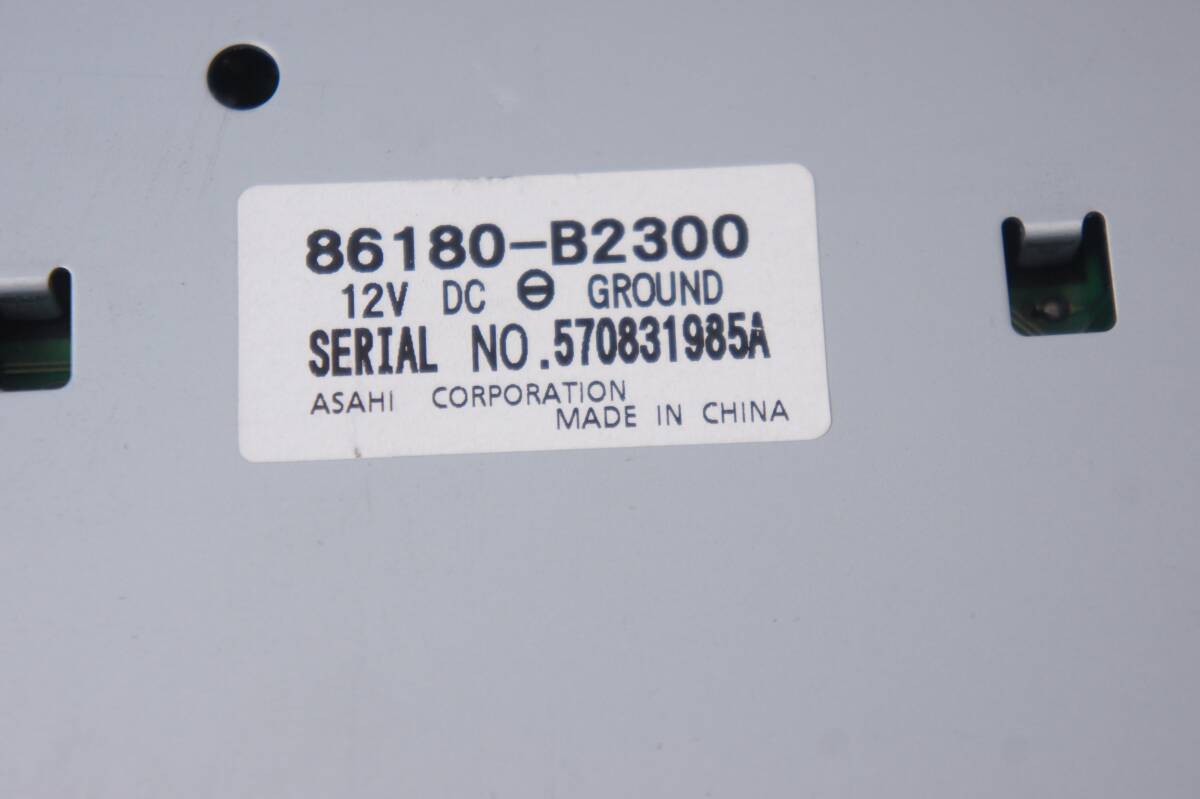 86180-B2300
12V DC ⊖ GROUND
SERIAL NO.570831985A
ASAHI CORPORATION
MADE IN CHINA